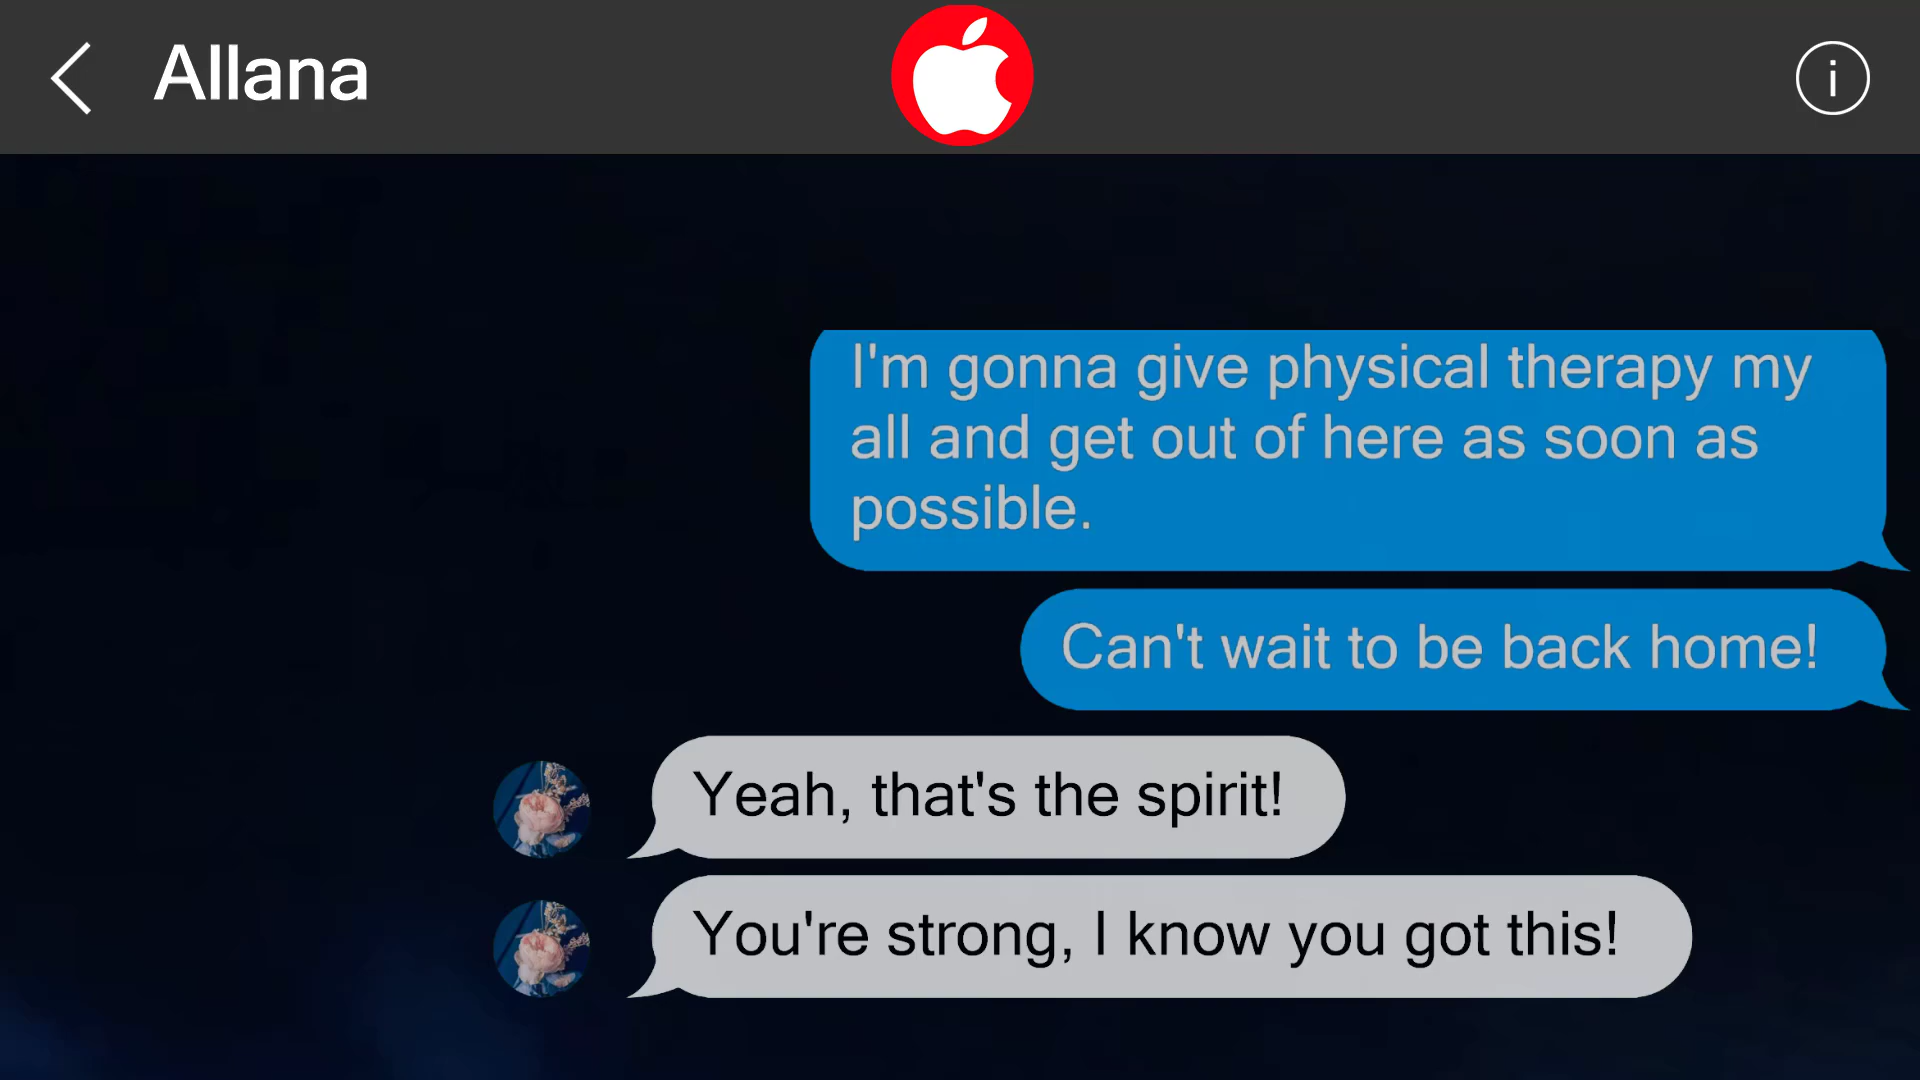 Allana
i
I'm gonna give physical therapy my
all and get out of here as soon as
possible.
Can't wait to be back home!
Yeah, that's the spirit!
You're strong, I know you got this!